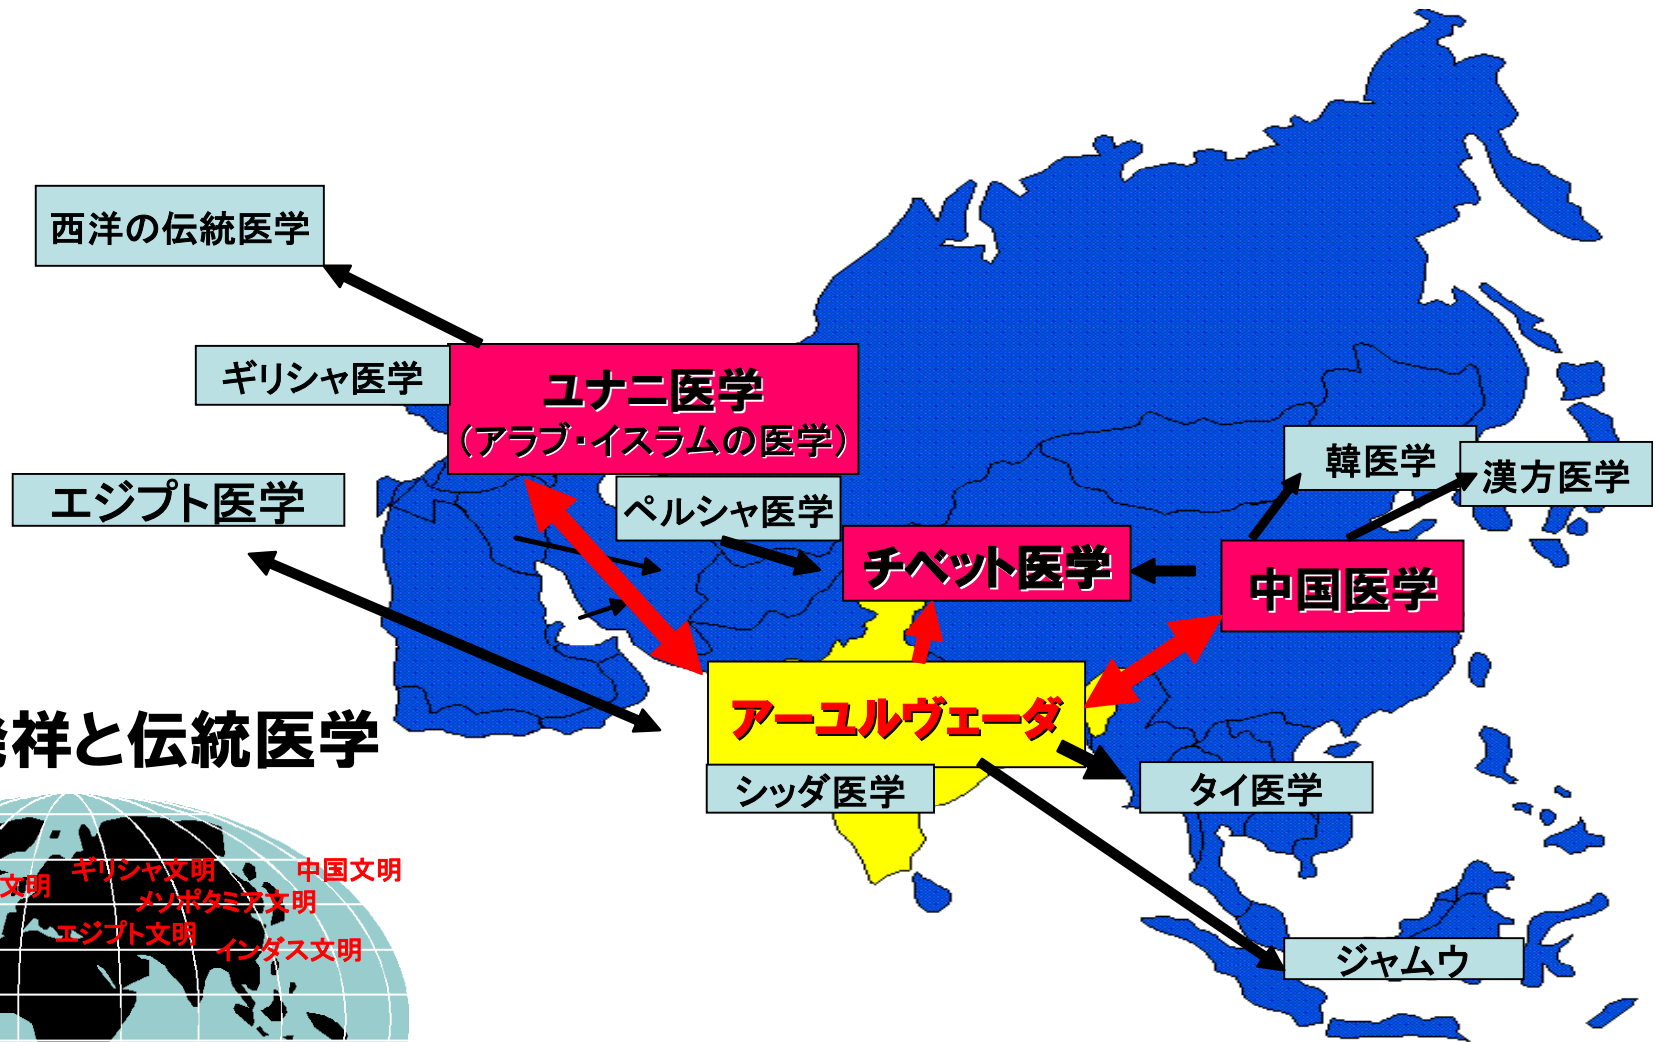 西洋の伝統医学
ギリシャ医学
ユナニ医学
（アラブ・イスラムの医学）
エジプト医学
ペルシャ医学
チベット医学
韓医学
漢方医学
中国医学
アーユルヴェーダ
シッダ医学
タイ医学
ジャムウ
祥と伝統医学
文明
ギリシャ文明
中国文明
メソポタミア文明
エジプト文明
インダス文明